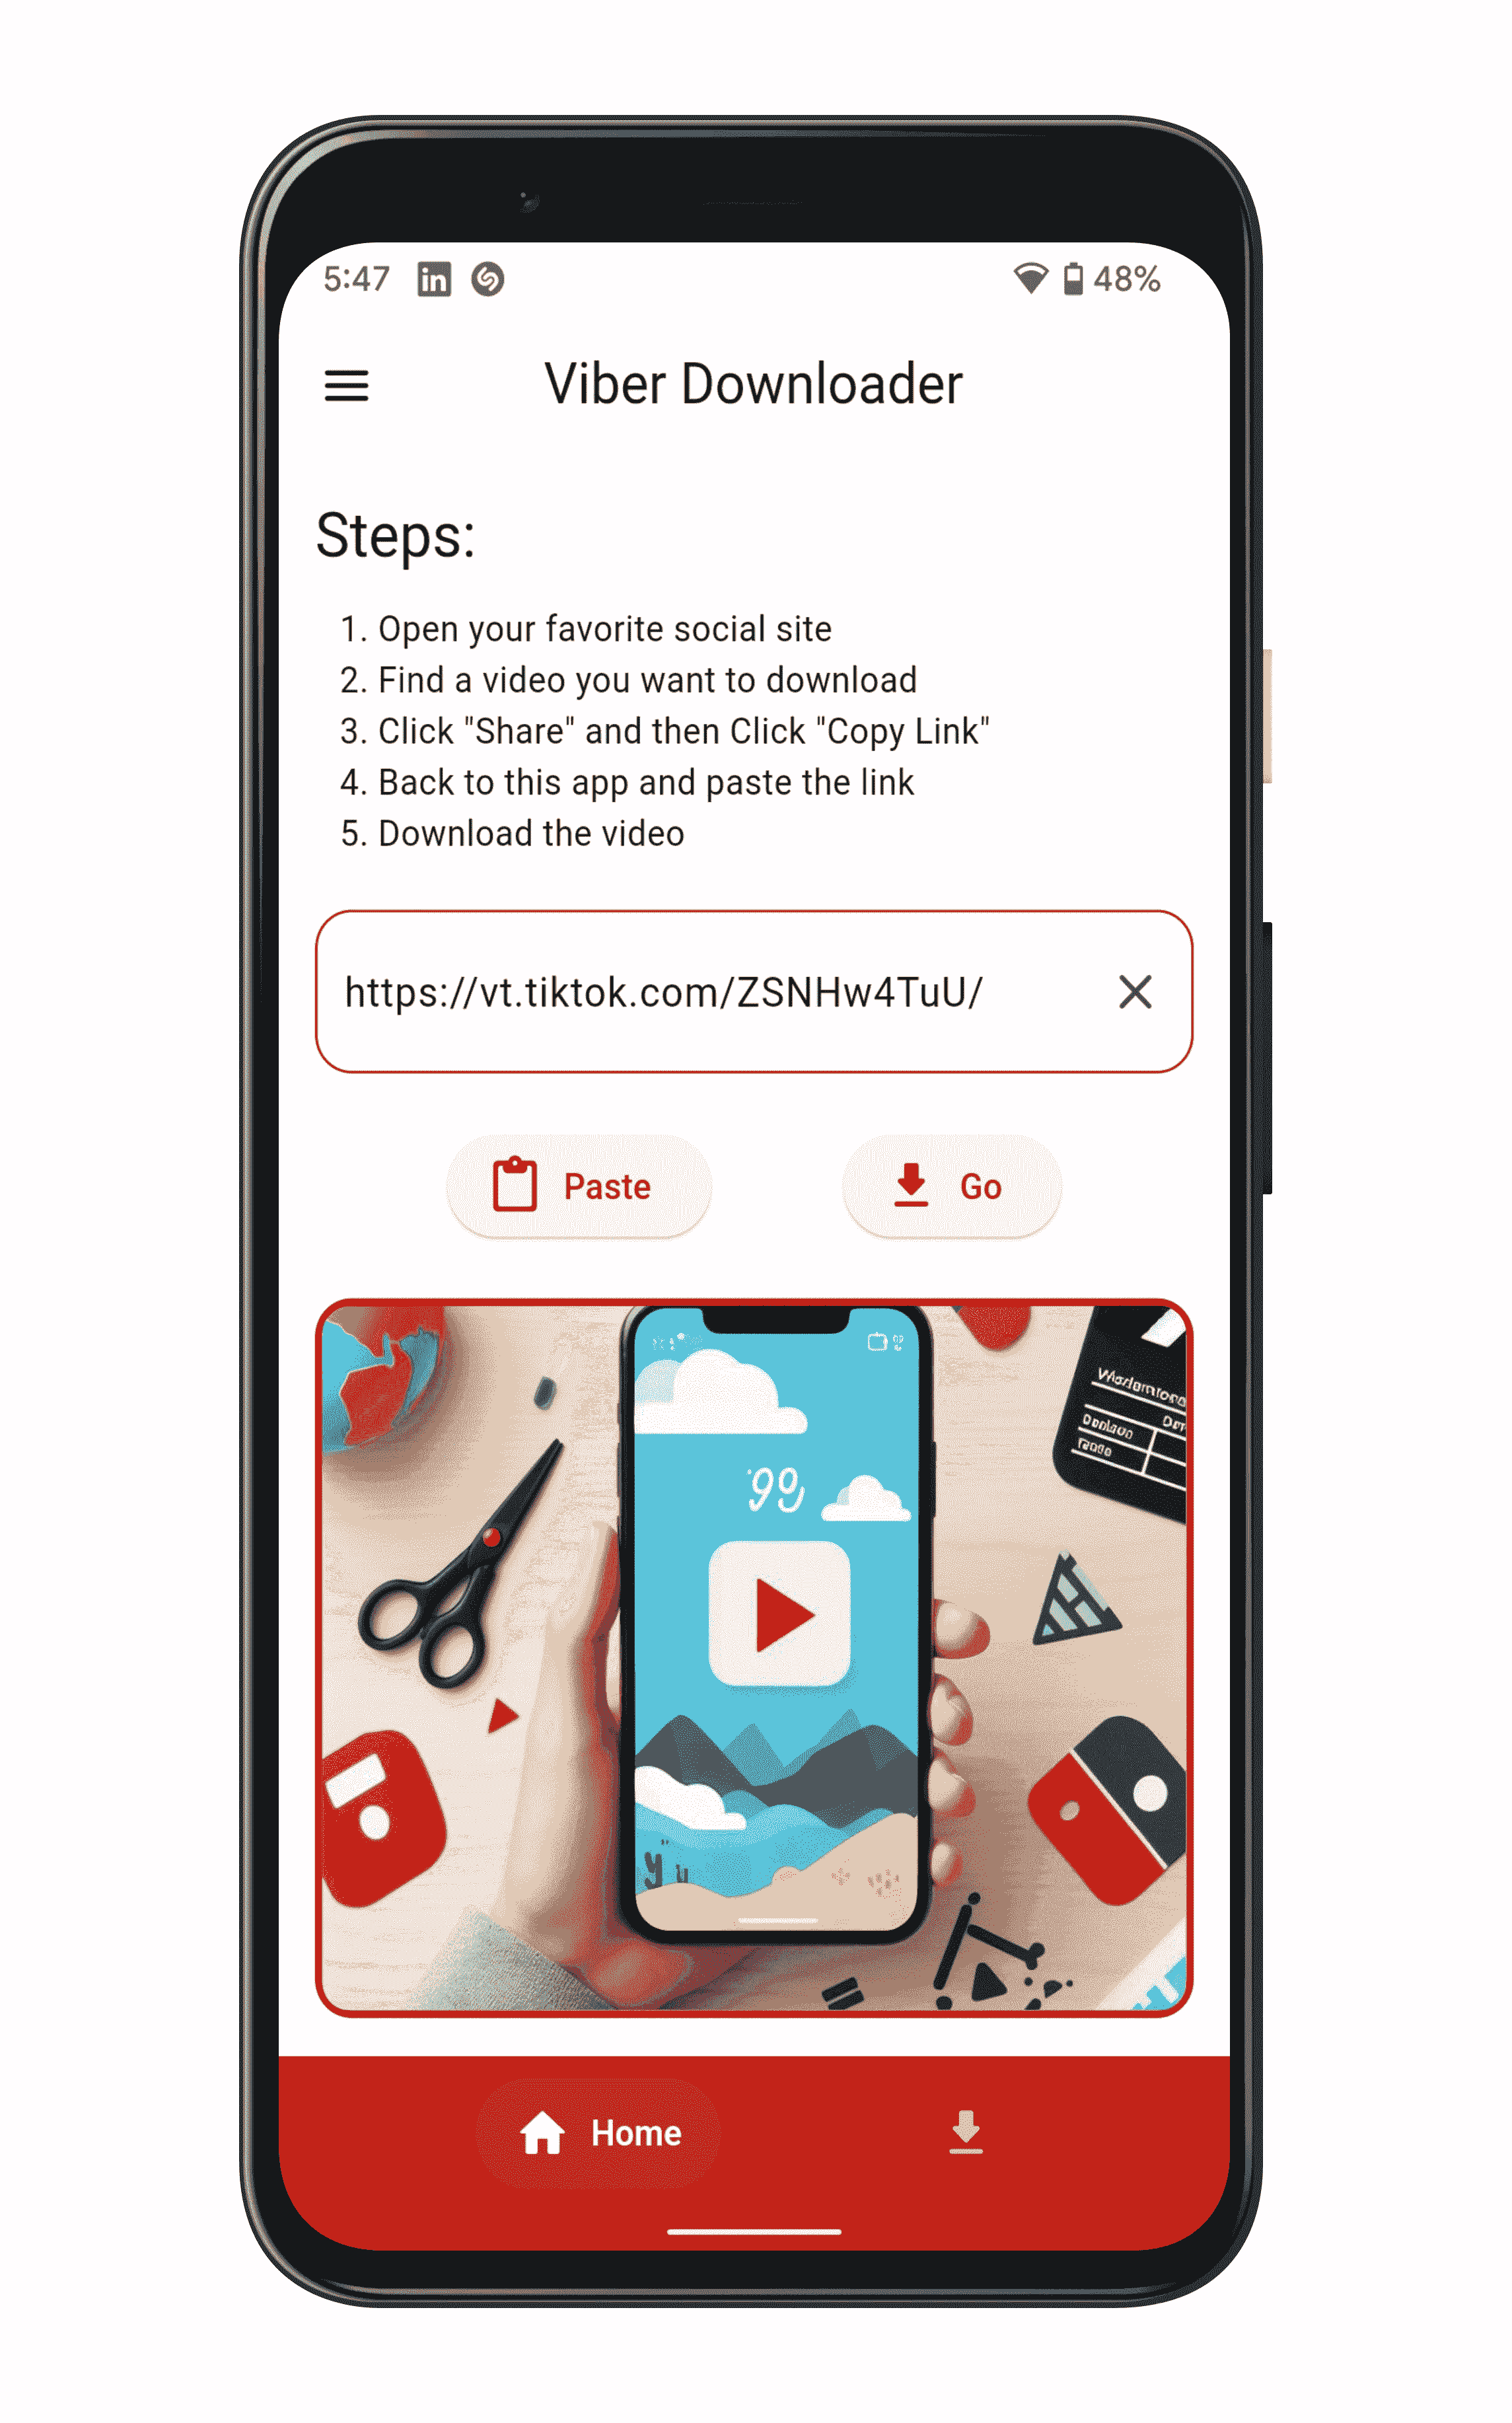 5:47 in 48%
Viber Downloader
Steps:
1. Open your favorite social site
2. Find a video you want to download
3. Click "Share" and then Click "Copy Link"
4. Back to this app and paste the link
5. Download the video
https://vt.tiktok.com/ZSNHw4TuU/
Paste
Go
Home